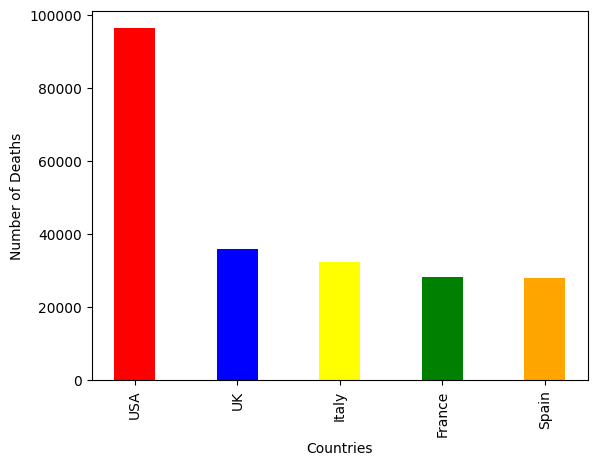 100000
80000
60000
40000
20000
0
Number of Deaths
USA
UK
Italy
France
Spain
Countries